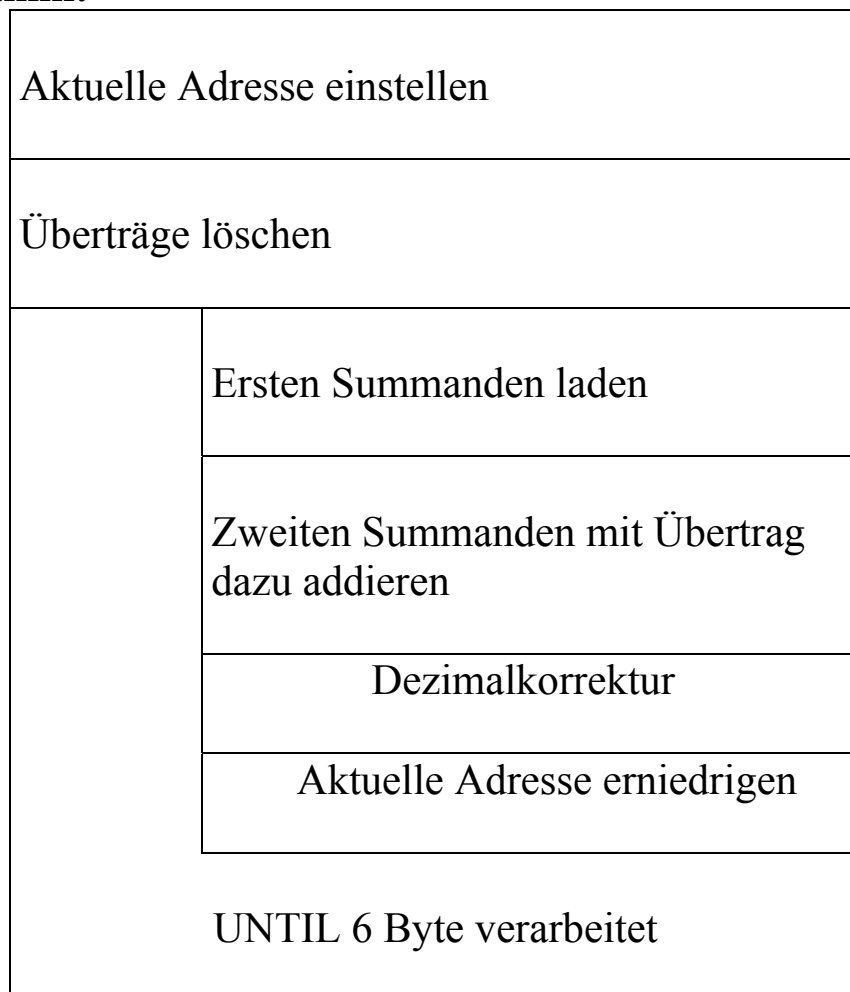 Aktuelle Adresse einstellen
Überträge löschen
Ersten Summanden laden
Zweiten Summanden mit Übertrag
dazu addieren
Dezimalkorrektur
Aktuelle Adresse erniedrigen
UNTIL 6 Byte verarbeitet